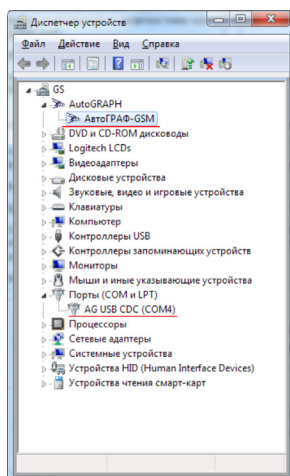 Диспетчер устройств
Файл Действие Вид Справка
GS
AutoGRAPH
АвтоГРАФ-GSM
DVD и CD-ROM дисководы
Logitech LCDs
Видеоадаптеры
Дисковые устройства
Звуковые, видео и игровые устройства
Клавиатуры
Компьютер
Контроллеры USB
Контроллеры запоминающих устройств
Мониторы
Мыши и иные указывающие устройства
Порты (COM и LPT)
AG USB CDC (COM4)
Процессоры
Сетевые адаптеры
Системные устройства
Устройства HID (Human Interface Devices)
Устройства чтения смарт-карт